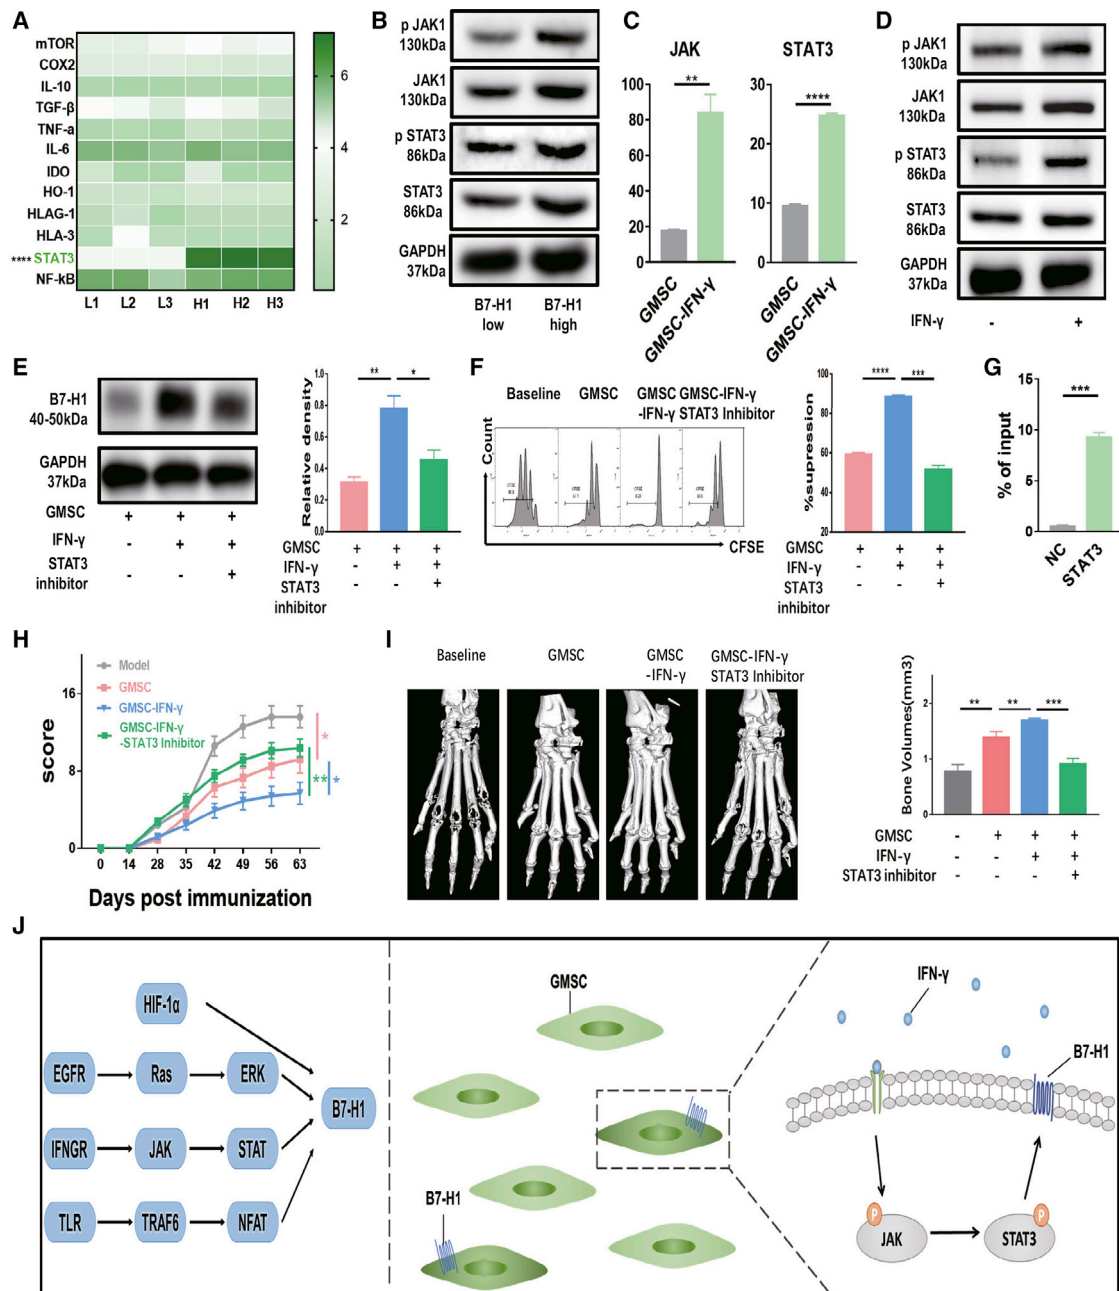 A
mTOR
COX2
IL-10
TGF-β
TNF-a
IL-6
IDO
HO-1
HLAG-1
HLA-3
**** STAT3
NF-kB
L1 L2 L3 H1 H2 H3
6
4
2
B
p JAK1
130kDa
JAK1
130kDa
p STAT3
86kDa
STAT3
86kDa
GAPDH
37kDa
B7-H1 B7-H1
low high
C
JAK
**
100
80
60
40
20
0
GMSC
GMSC-IFN-γ
STAT3
****
30
20
10
0
GMSC
GMSC-IFN-γ
D
p JAK1
130kDa
JAK1
130kDa
p STAT3
86kDa
STAT3
86kDa
GAPDH
37kDa
IFN-γ - +
E
B7-H1
40-50kDa
GAPDH
37kDa
GMSC + + +
IFN-γ - + +
STAT3 - - +
inhibitor
Relative density
** *
1.0
0.8
0.6
0.4
0.2
0.0
GMSC + + +
IFN-γ - + +
STAT3 - - +
inhibitor
F
Baseline GMSC GMSC GMSC-IFN-γ
-IFN-γ STAT3 Inhibitor
Count
CFSE
%supression
**** ***
100
80
60
40
20
GMSC + + +
IFN-γ - + +
STAT3 - - +
inhibitor
G
% of input
***
15
10
5
0
NC
STAT3
H
Model
GMSC
GMSC-IFN-γ
GMSC-IFN-γ
-STAT3 Inhibitor
score
16
8
0
*
** *
0 14 28 35 42 49 56 63
Days post immunization
I
Baseline GMSC GMSC GMSC-IFN-γ
-IFN-γ STAT3 Inhibitor
Bone Volumes(mm3)
** ** ***
2
1
0
GMSC - + + +
IFN-γ - - + +
STAT3 inhibitor - - - +
J
HIF-1α
EGFR Ras ERK
B7-H1
IFNGR JAK STAT
TLR TRAF6 NFAT
GMSC
B7-H1
IFN-γ
B7-H1
P P
JAK STAT3